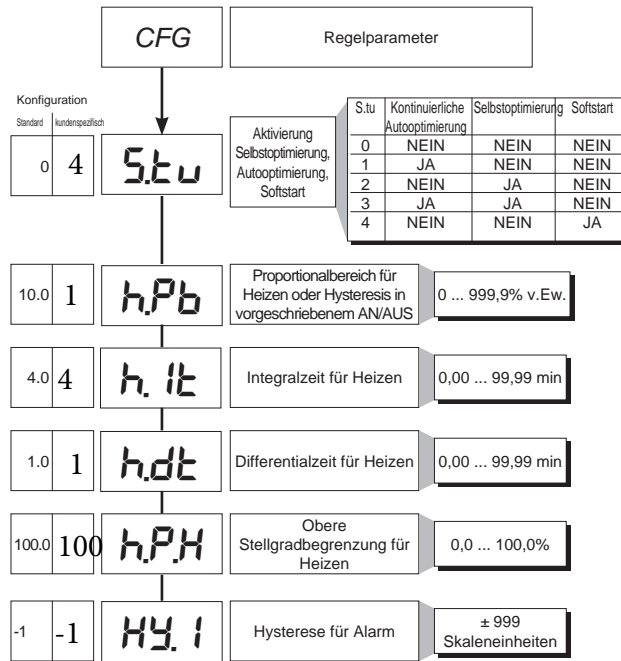 CFG
Regelparameter
Konfiguration
Standard
kundenspezifisch
0
4
S.tu
Aktivierung
Selbstoptimierung,
Autooptimierung,
Softstart
S.tu Kontinuierliche Selbstoptimierung Softstart
Autooptimierung
0 NEIN NEIN NEIN
1 JA NEIN NEIN
2 NEIN JA NEIN
3 JA JA NEIN
4 NEIN NEIN JA
10.0
1
h.Pb
Proportionalbereich für
Heizen oder Hysteresis in
vorgeschriebenem AN/AUS
0 ... 999,9% v.Ew.
4.0
4
h.It
Integralzeit für Heizen
0,00 ... 99,99 min
1.0
1
h.dt
Differentialzeit für Heizen
0,00 ... 99,99 min
100.0
100
h.P.H
Obere
Stellgradbegrenzung für
Heizen
0,0 ... 100,0%
-1
-1
HY.1
Hysterese für Alarm
± 999
Skaleneinheiten